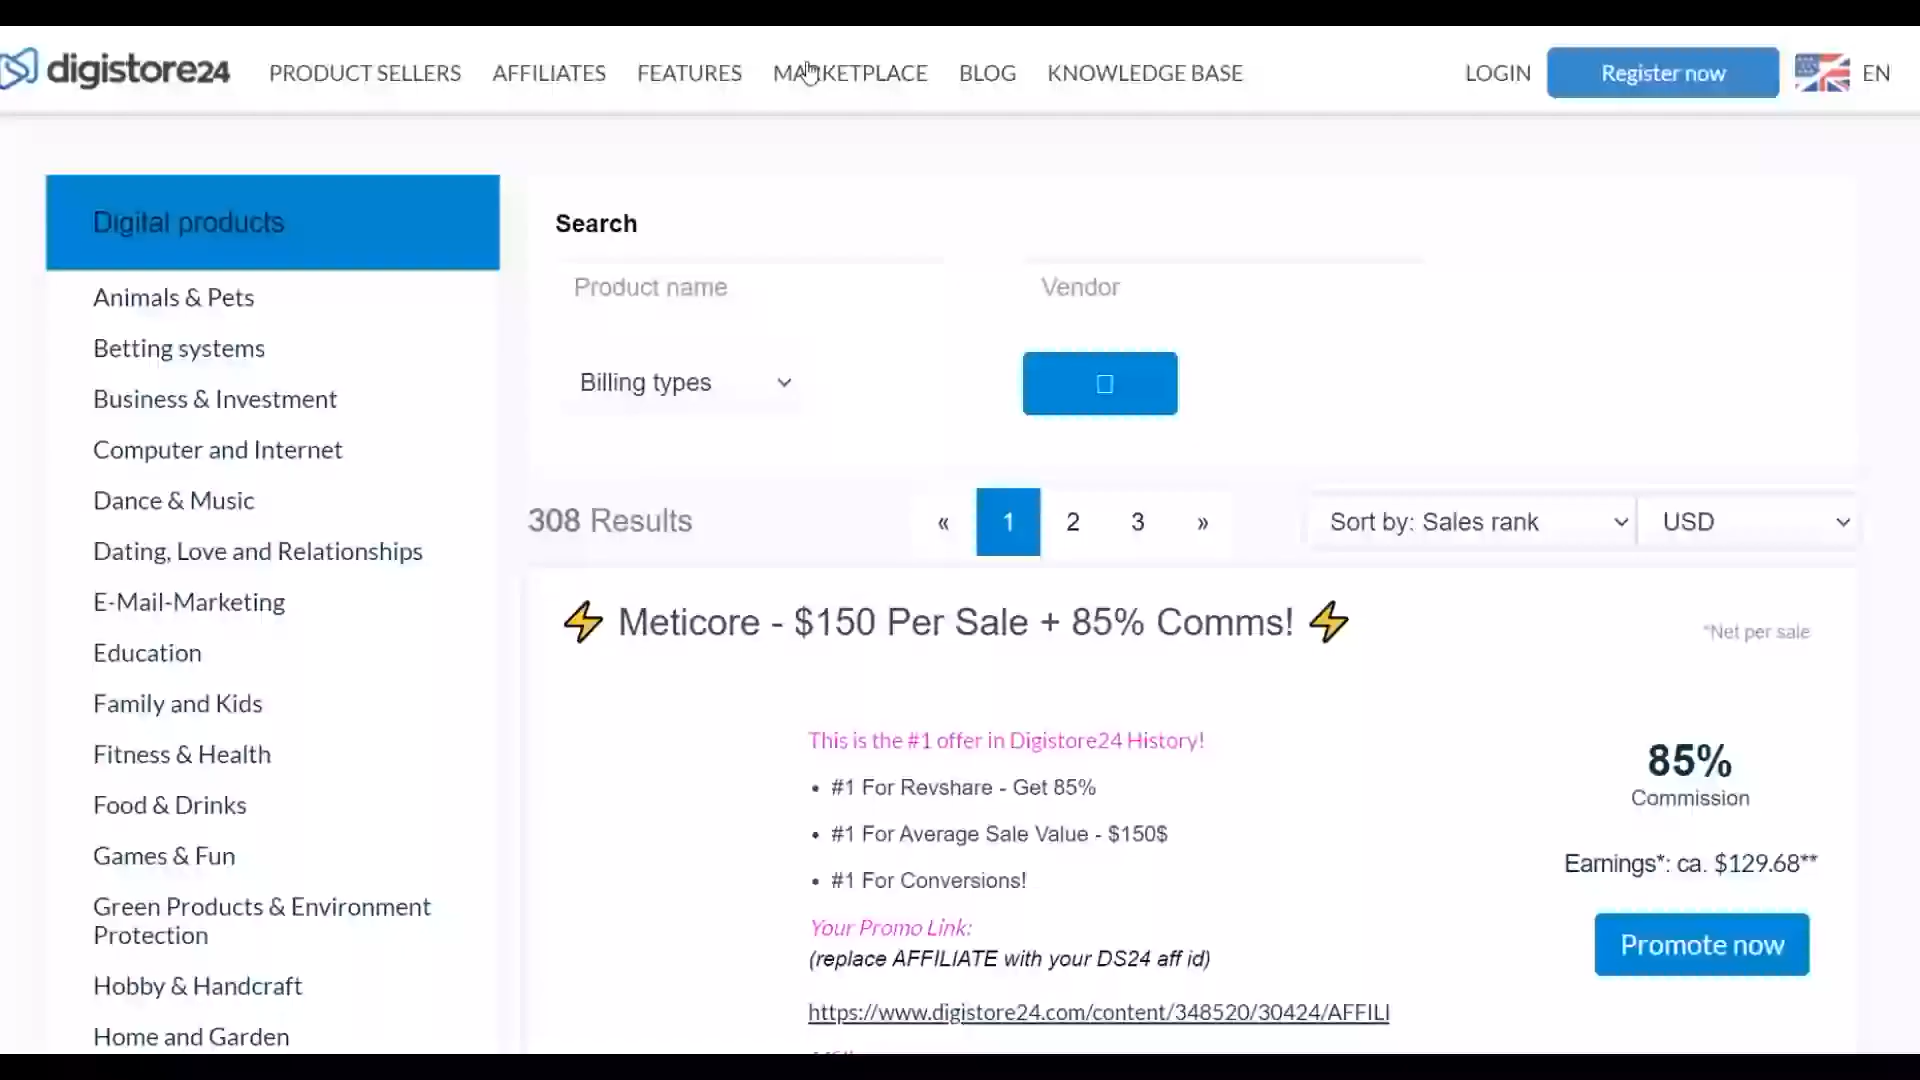 digistore24 PRODUCT SELLERS AFFILIATES FEATURES MARKETPLACE BLOG KNOWLEDGE BASE LOGIN Register now EN
Digital products
Animals & Pets
Betting systems
Business & Investment
Computer and Internet
Dance & Music
Dating, Love and Relationships
E-Mail-Marketing
Education
Family and Kids
Fitness & Health
Food & Drinks
Games & Fun
Green Products & Environment
Protection
Hobby & Handcraft
Home and Garden
Search
Product name Vendor
Billing types
308 Results « 1 2 3 » Sort by: Sales rank USD
⚡ Meticore - $150 Per Sale + 85% Comms! ⚡
*Net per sale
This is the #1 offer in Digistore24 History!
• #1 For Revshare - Get 85%
• #1 For Average Sale Value - $150$
• #1 For Conversions!
Your Promo Link:
(replace AFFILIATE with your DS24 aff id)
https://www.digistore24.com/content/348520/30424/AFFILI
85%
Commission
Earnings*: ca. $129.68**
Promote now